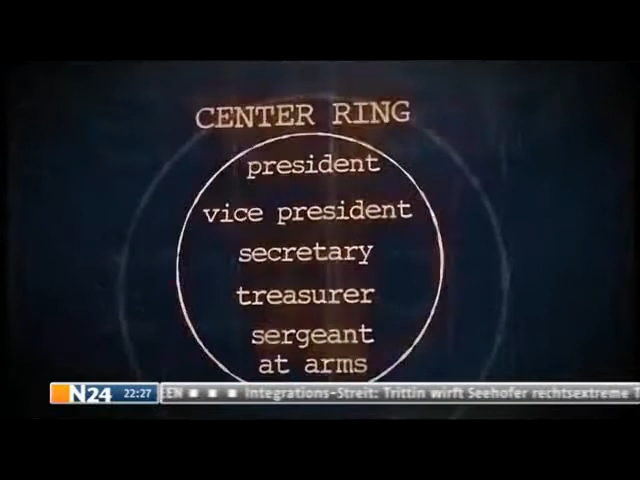 CENTER RING
president
vice president
secretary
treasurer
sergeant
at arms
N24 22:27 EN ■ ■ ■ Integrations-Streit: Trittin wirft Seehofer rechtsextreme T